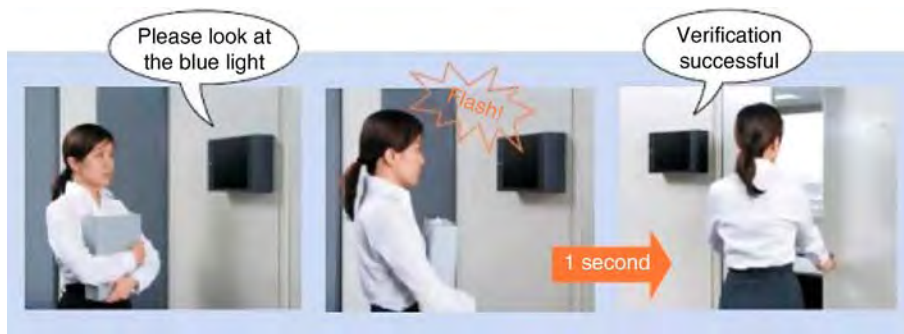 Please look at
the blue light
Flash!
1 second
Verification
successful